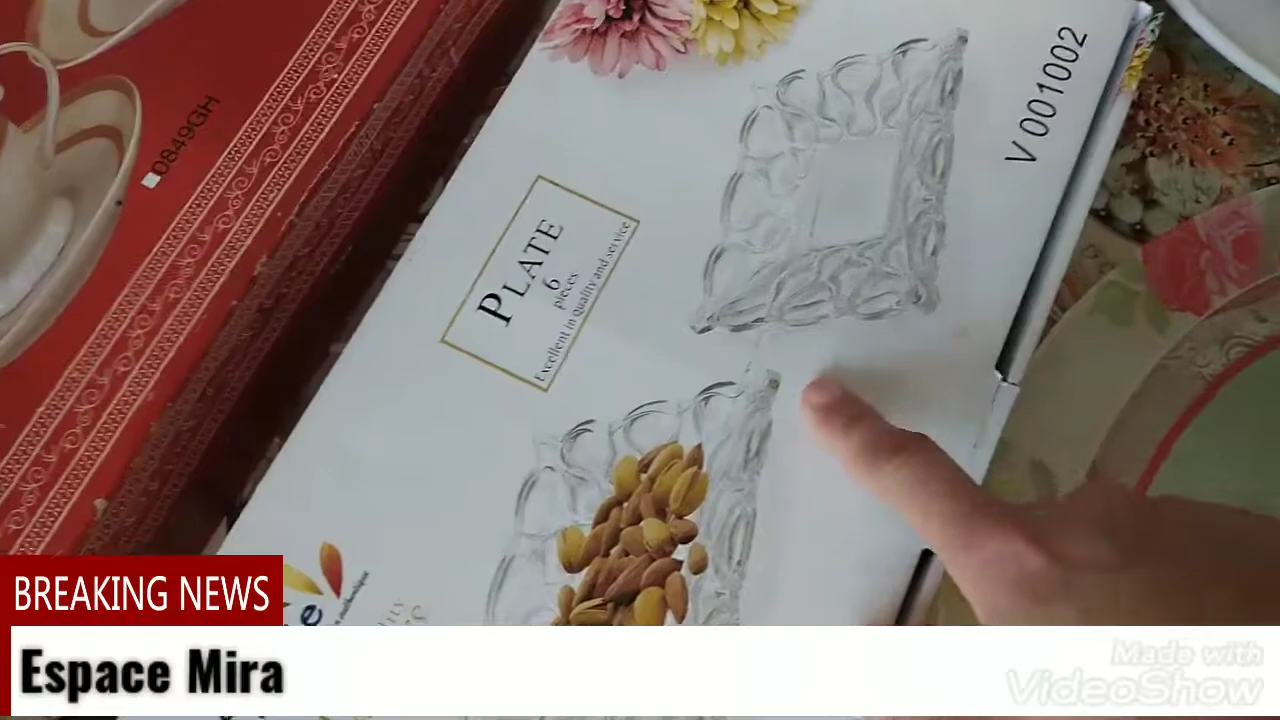 0849GH
V 001002
PLATE
6
pieces
Excellent in quality and service
BREAKING NEWS
Espace Mira
Made with
VideoShow